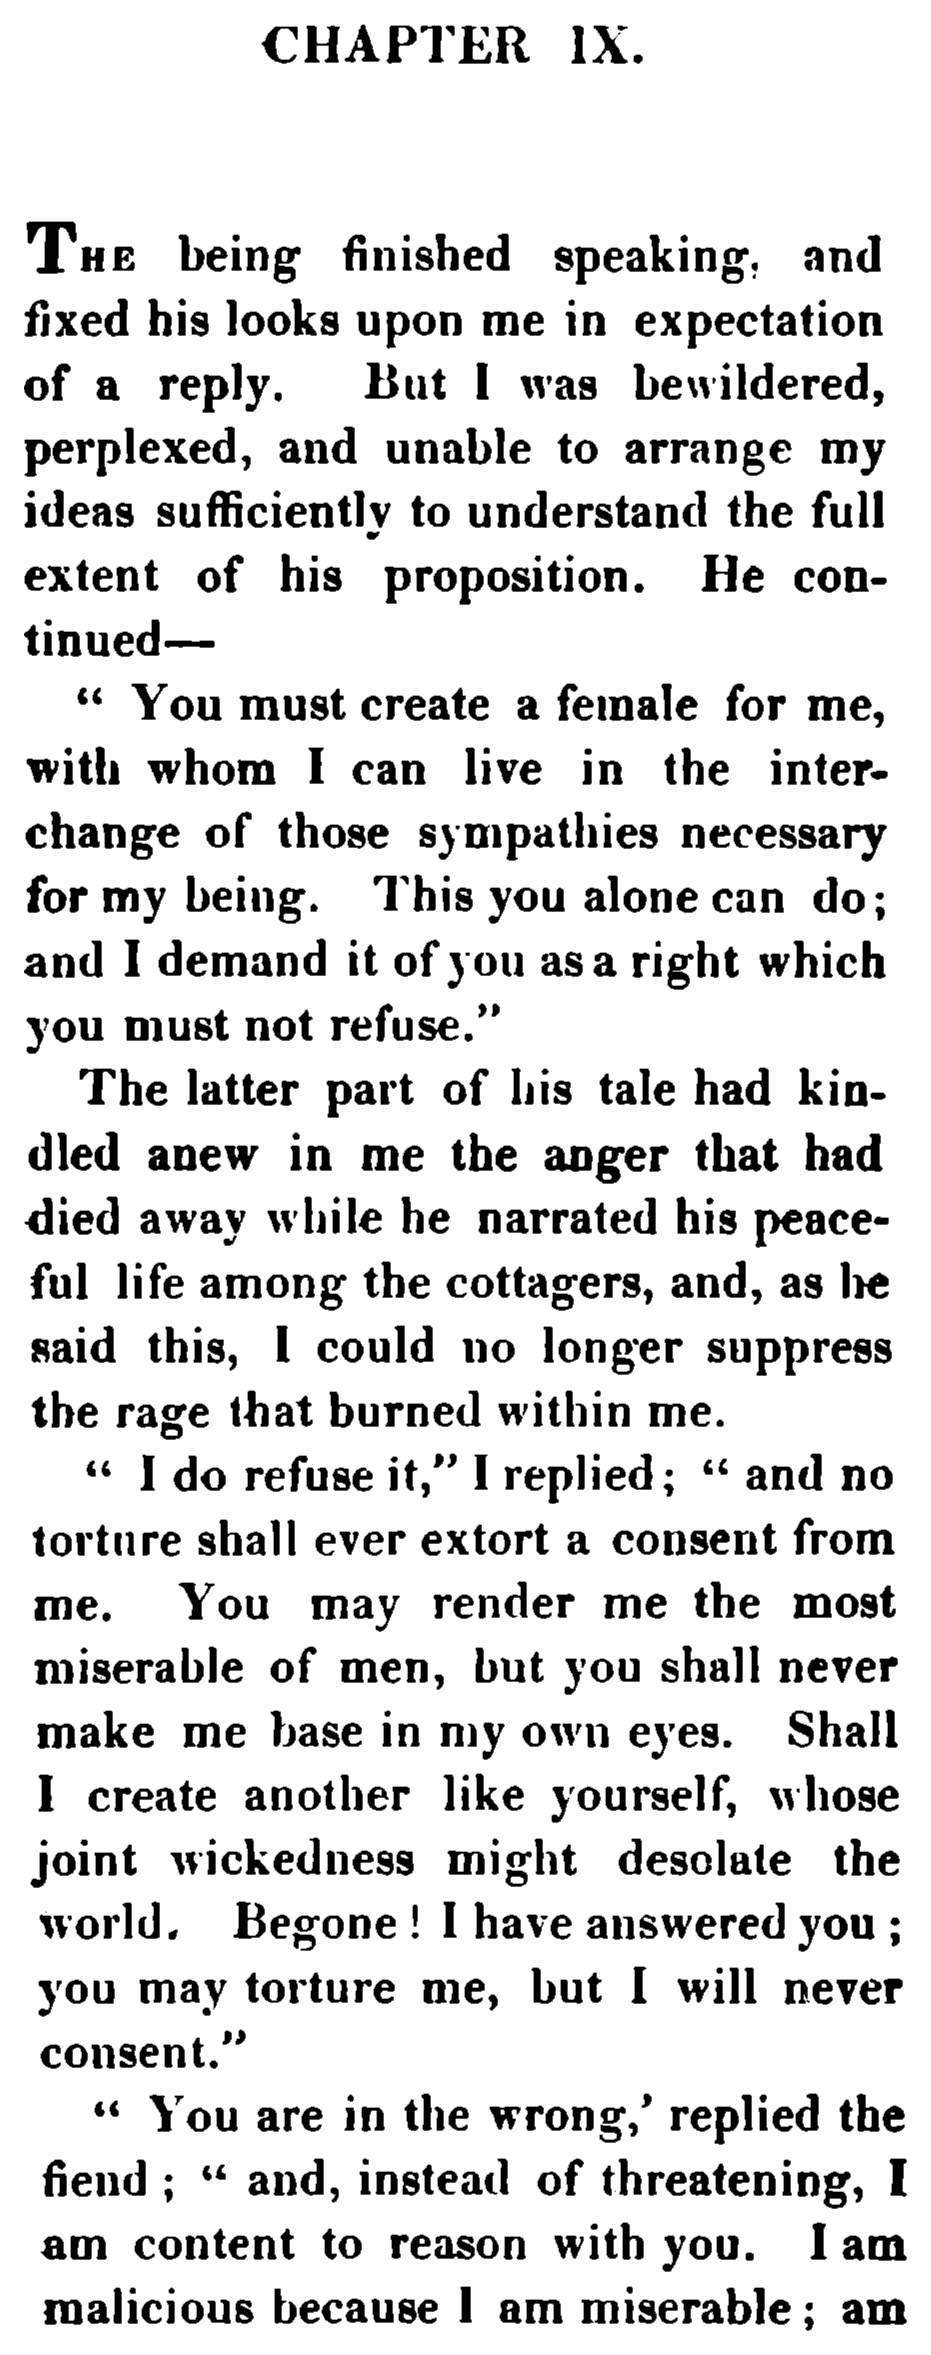 CHAPTER IX.
THE being finished speaking, and
fixed his looks upon me in expectation
of a reply. But I was bewildered,
perplexed, and unable to arrange my
ideas sufficiently to understand the full
extent of his proposition. He con-
tinued—
“ You must create a female for me,
with whom I can live in the inter-
change of those sympathies necessary
for my being. This you alone can do;
and I demand it of you as a right which
you must not refuse.”
The latter part of his tale had kin-
dled anew in me the anger that had
died away while he narrated his peace-
ful life among the cottagers, and, as he
said this, I could no longer suppress
the rage that burned within me.
“ I do refuse it,” I replied; “ and no
torture shall ever extort a consent from
me. You may render me the most
miserable of men, but you shall never
make me base in my own eyes. Shall
I create another like yourself, whose
joint wickedness might desolate the
world. Begone ! I have answered you ;
you may torture me, but I will never
consent.”
“ You are in the wrong,’ replied the
fiend ; “ and, instead of threatening, I
am content to reason with you. I am
malicious because I am miserable ; am